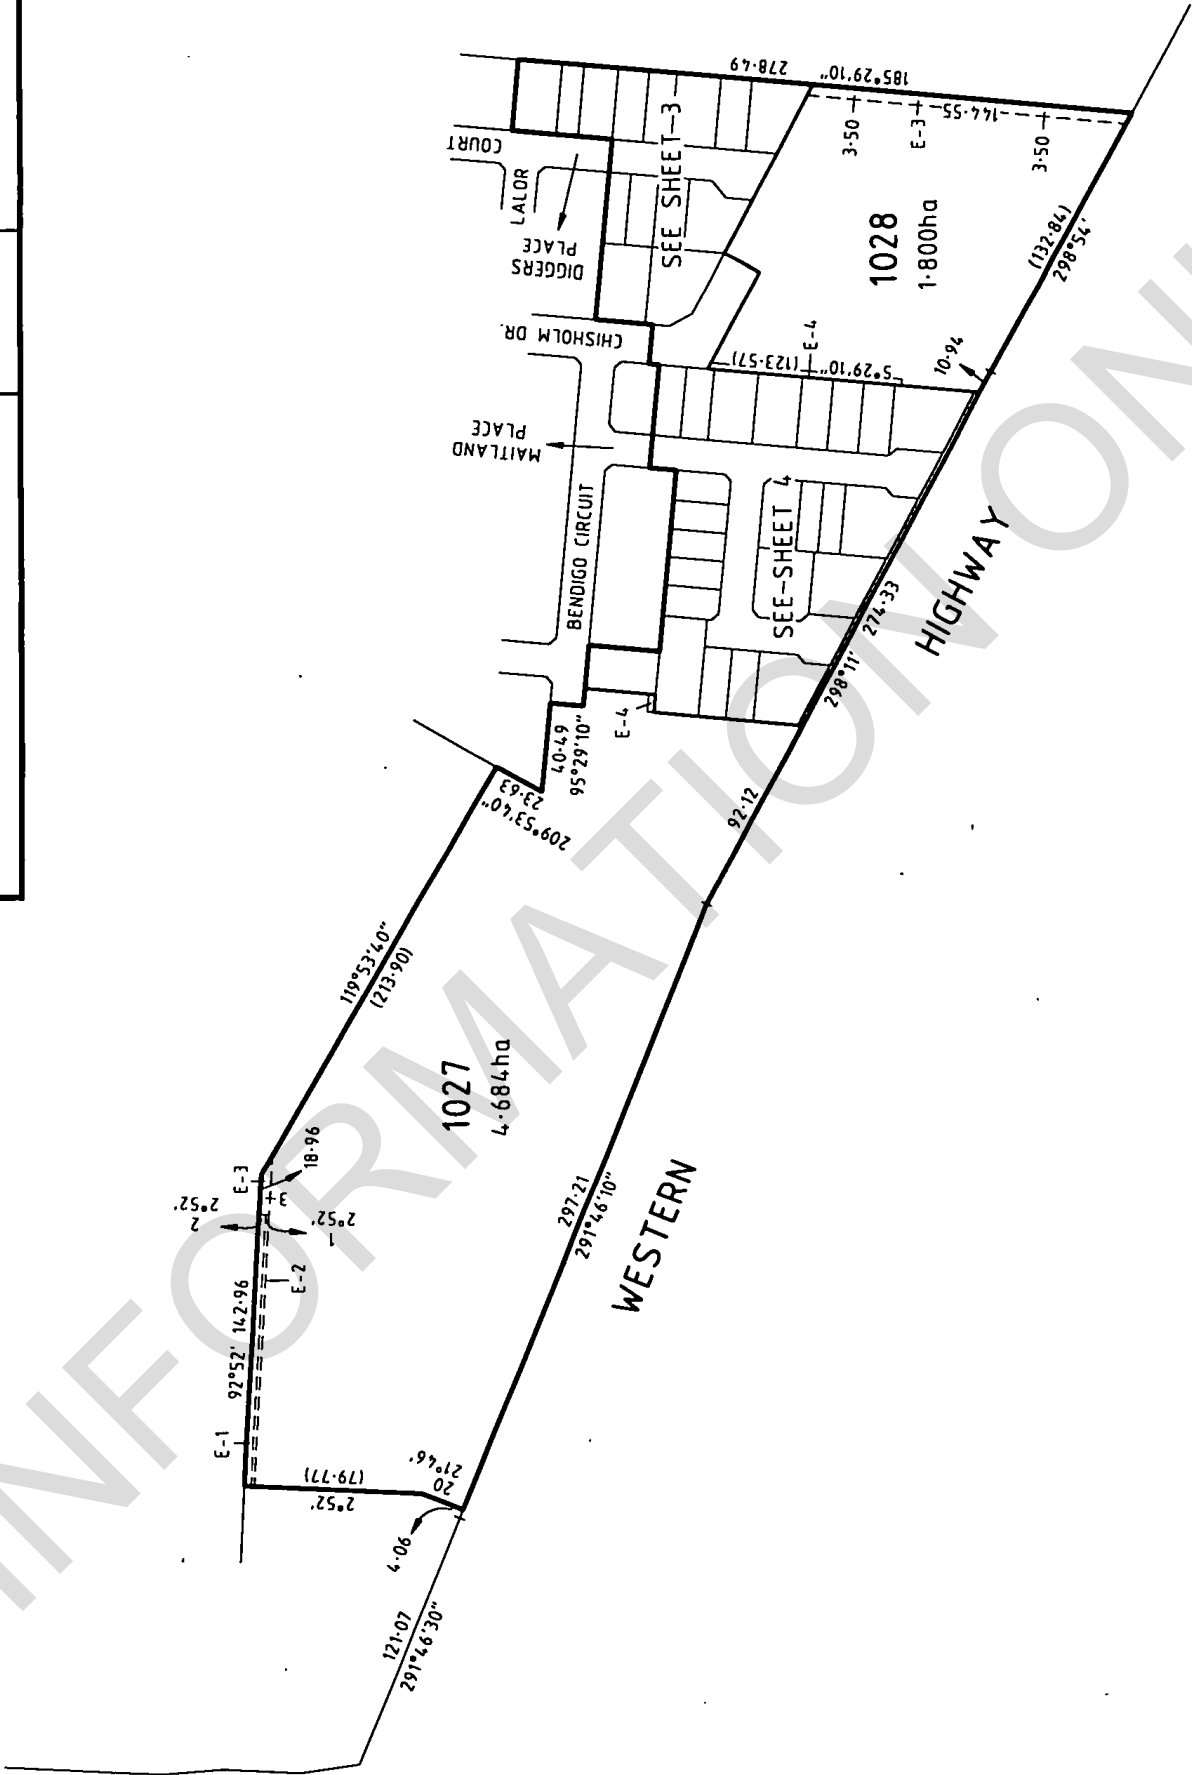 278·49
185°29'10"
COURT
LALOR
DIGGERS
PLACE
SEE SHEET 3
3·50
E-3
144·55
3·50
1028
1·800ha
(132·84)
298°54'
CHISHOLM DR.
E-4
5°29'10" (123·57)
10·94
MAITLAND
PLACE
BENDIGO CIRCUIT
SEE SHEET 4
298°11' 274·33
HIGHWAY
E-4
40·49
95°29'10"
23·63
209°53'40"
92·12
119°53'40"
(213·90)
1027
4·684ha
E-3
18·96
3
2
2°52'
1
2°52'
E-2
92°52' 142·96
E-1
297·21
291°46'10"
WESTERN
(79·77)
2°52'
20
21°46'
4·06
121·07
291°46'30"
INFORMATION ON